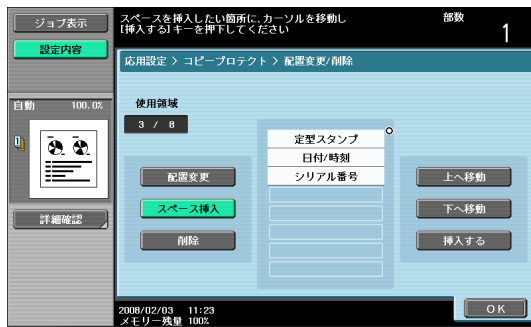 ジョブ表示
設定内容
スペースを挿入したい箇所に、カーソルを移動し
[挿入する]キーを押下してください
部数
1
応用設定 > コピープロテクト > 配置変更/削除
自動 100.0%
使用領域
3 / 8
定型スタンプ
日付/時刻
シリアル番号
配置変更
スペース挿入
削除
上へ移動
下へ移動
挿入する
詳細確認
2008/02/03 11:23
メモリー残量 100%
OK